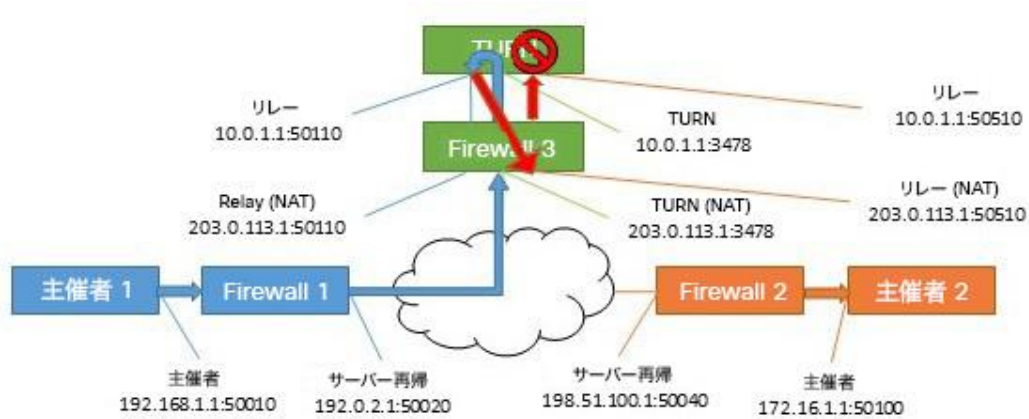 リレー
10.0.1.1:50110
TURN
10.0.1.1:3478
リレー
10.0.1.1:50510
Firewall 3
Relay (NAT)
203.0.113.1:50110
TURN (NAT)
203.0.113.1:3478
リレー (NAT)
203.0.113.1:50510
主催者 1
Firewall 1
Firewall 2
主催者 2
主催者
192.168.1.1:50010
サーバー再帰
192.0.2.1:50020
サーバー再帰
198.51.100.1:50040
主催者
172.16.1.1:50100